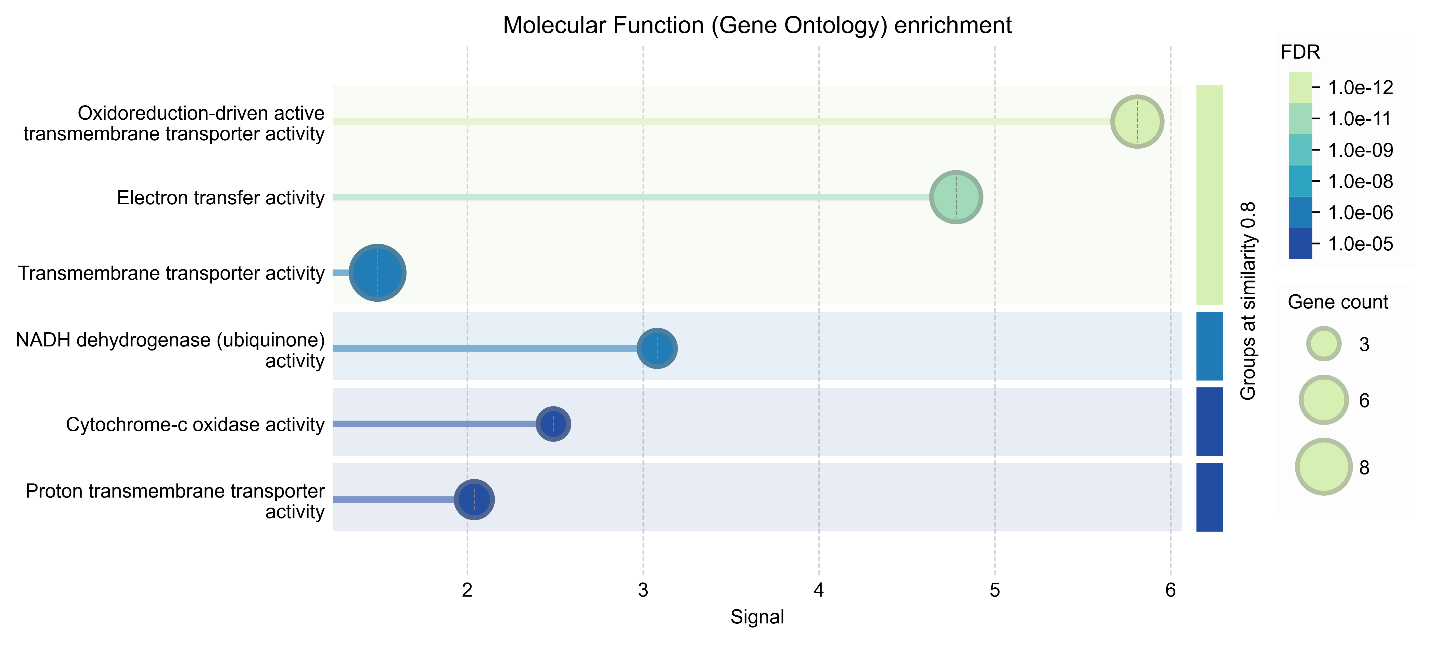 Molecular Function (Gene Ontology) enrichment
Oxidoreduction-driven active
transmembrane transporter activity
Electron transfer activity
Transmembrane transporter activity
NADH dehydrogenase (ubiquinone)
activity
Cytochrome-c oxidase activity
Proton transmembrane transporter
activity
2 3 4 5 6
Signal
Groups at similarity 0.8
FDR
1.0e-12
1.0e-11
1.0e-09
1.0e-08
1.0e-06
1.0e-05
Gene count
3
6
8